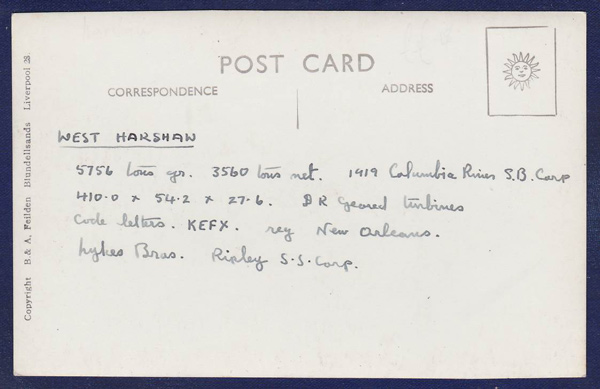 POST CARD
CORRESPONDENCE
ADDRESS
WEST HARSHAW
5756 tons gr. 3560 tons net. 1919 Columbia River S.B. Corp
410.0 x 54.2 x 27.6. DR Geared turbines
Code letters. KEFX. reg New Orleans.
Lykes Bros. Ripley S.S. Corp.
Copyright B. & A. Feilden Blundellsands Liverpool 23.